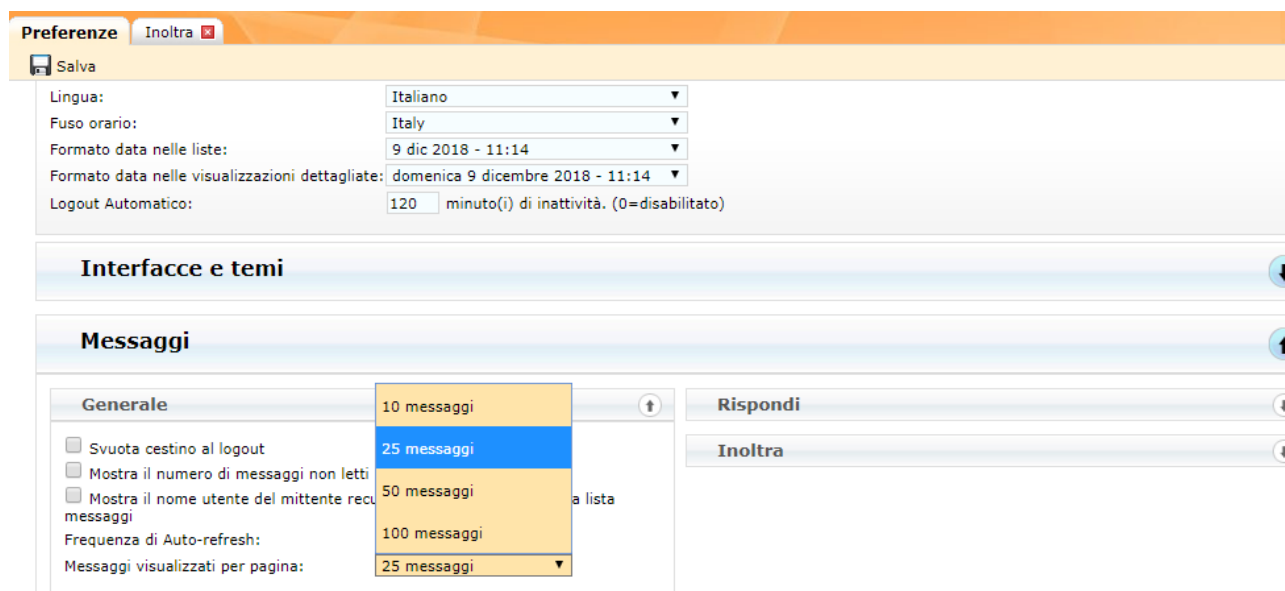 Preferenze Inoltra
Salva
Lingua: Italiano
Fuso orario: Italy
Formato data nelle liste: 9 dic 2018 - 11:14
Formato data nelle visualizzazioni dettagliate: domenica 9 dicembre 2018 - 11:14
Logout Automatico: 120 minuto(i) di inattività. (0=disabilitato)
Interfacce e temi
Messaggi
Generale
Svuota cestino al logout
Mostra il numero di messaggi non letti
Mostra il nome utente del mittente lista
messaggi
Frequenza di Auto-refresh:
Messaggi visualizzati per pagina: 25 messaggi
10 messaggi
25 messaggi
50 messaggi
100 messaggi
Rispondi
Inoltra